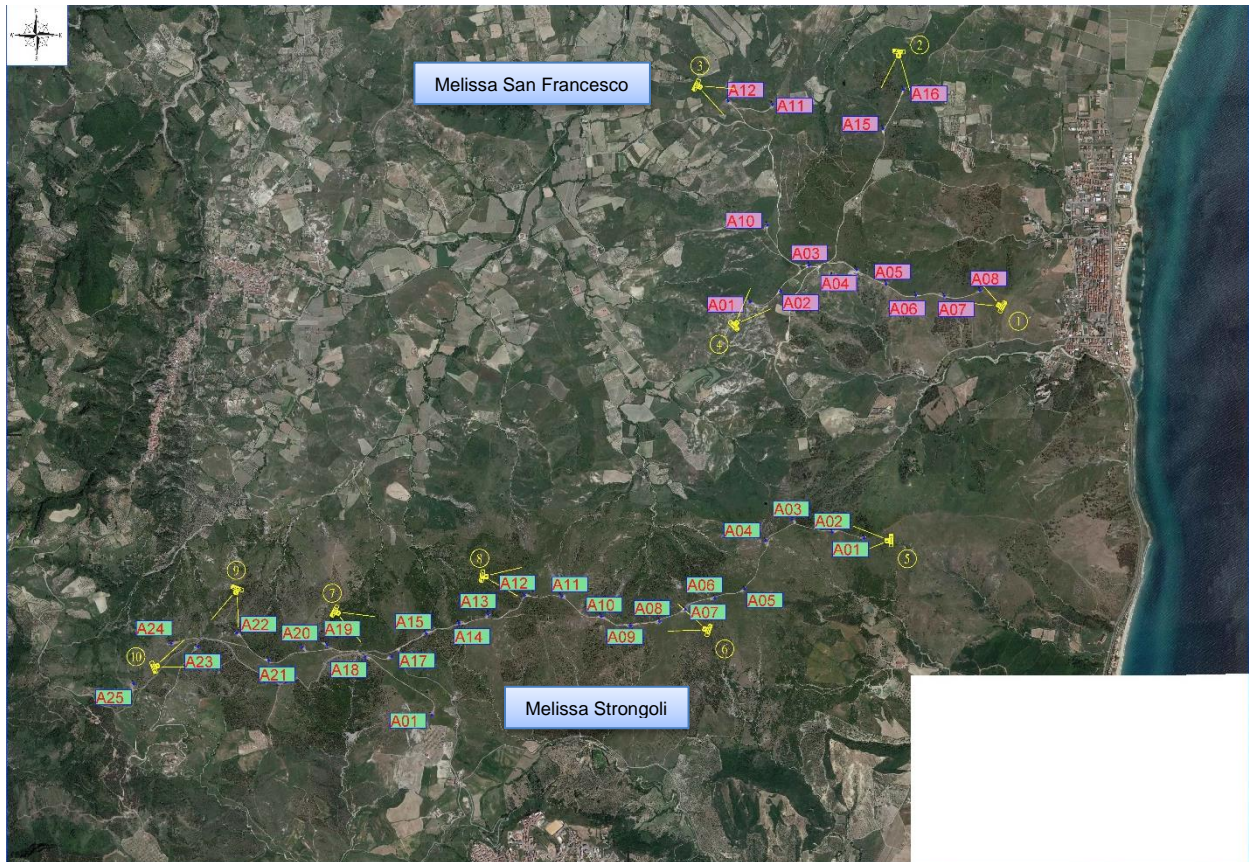 2
3
Melissa San Francesco
A12
A11
A16
A15
A10
A03
A05
A08
A04
A01
A02
A06
A07
1
4
A03
A02
A04
A01
5
8
9
A12
A11
A06
A05
7
A13
A10
A08
A07
A24
A22
A20
A19
A15
A14
A09
6
10
A23
A21
A18
A17
A25
Melissa Strongoli
A01